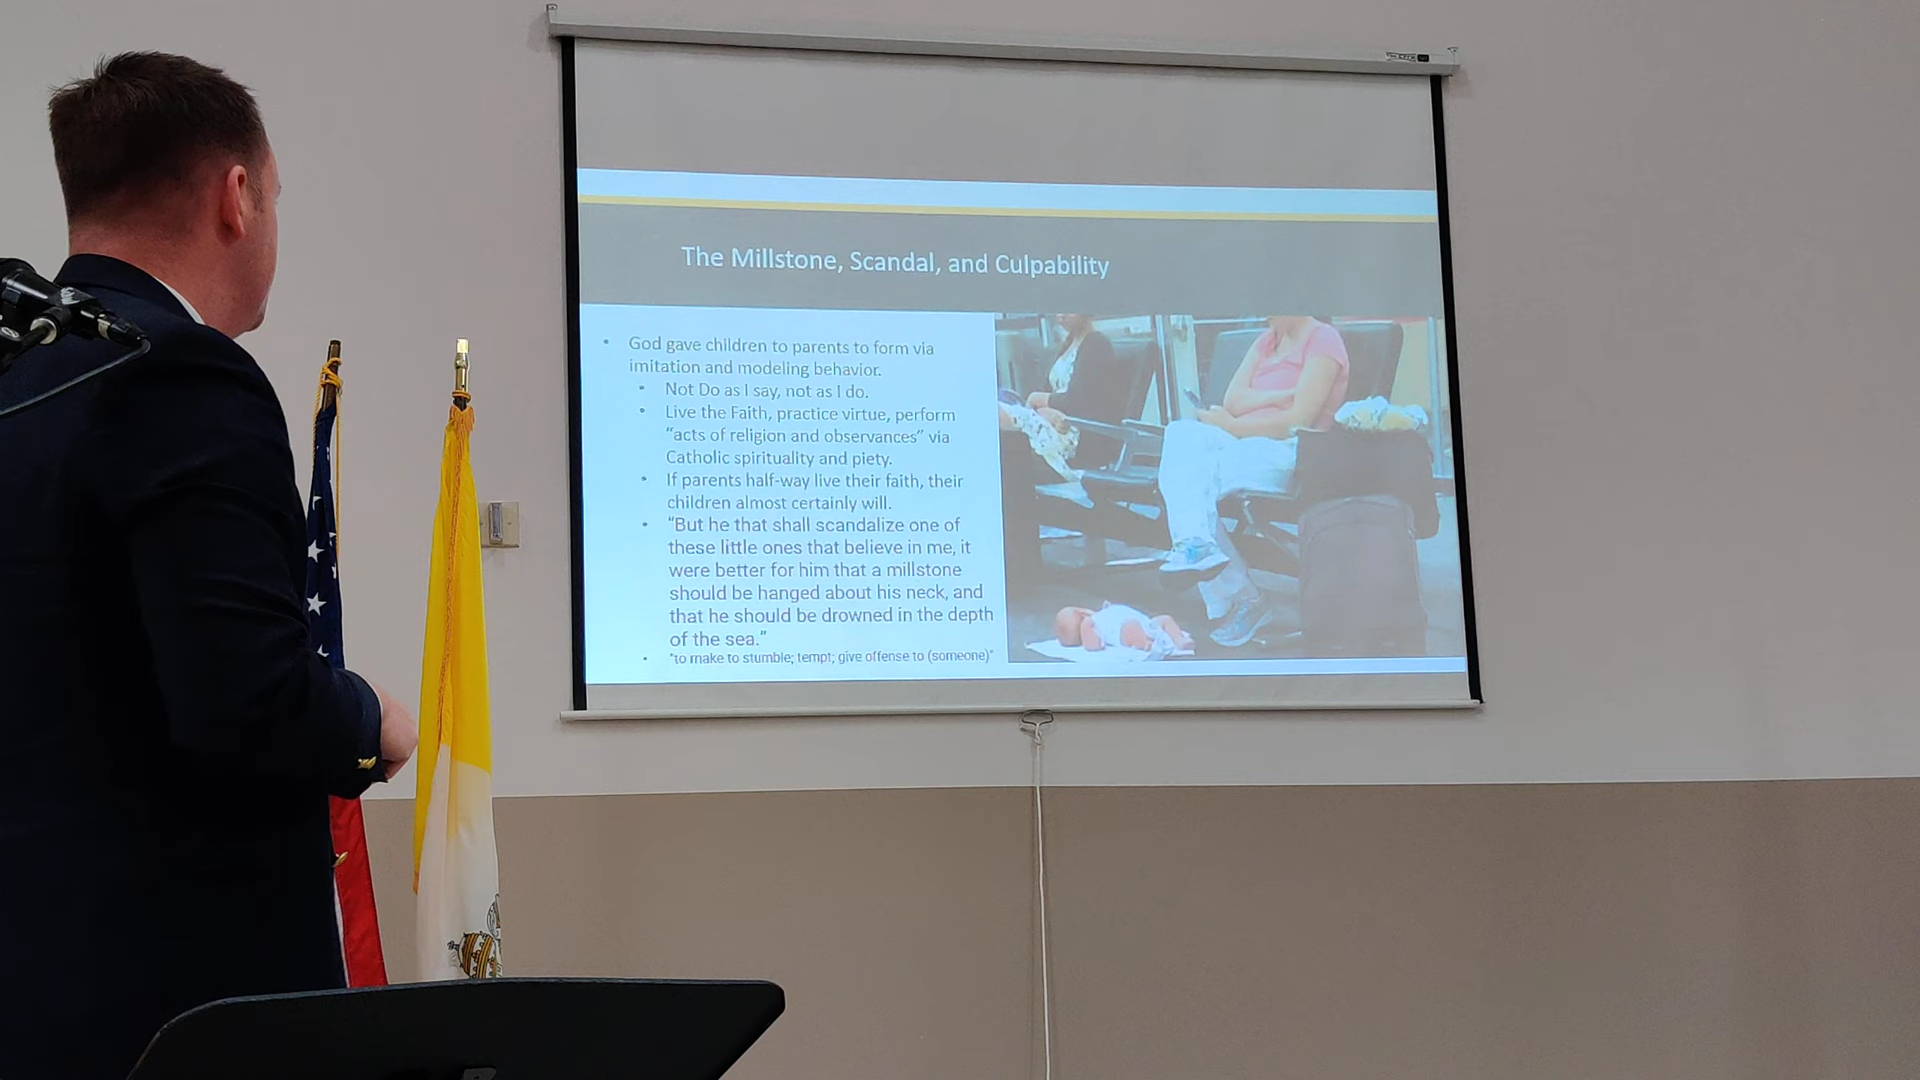 The Millstone, Scandal, and Culpability
• God gave children to parents to form via
imitation and modeling behavior.
• Not Do as I say, not as I do.
• Live the Faith, practice virtue, perform
“acts of religion and observances” via
Catholic spirituality and piety.
• If parents half-way live their faith, their
children almost certainly will.
• “But he that shall scandalize one of
these little ones that believe in me, it
were better for him that a millstone
should be hanged about his neck, and
that he should be drowned in the depth
of the sea.”
• "to make to stumble; tempt; give offense to (someone)"